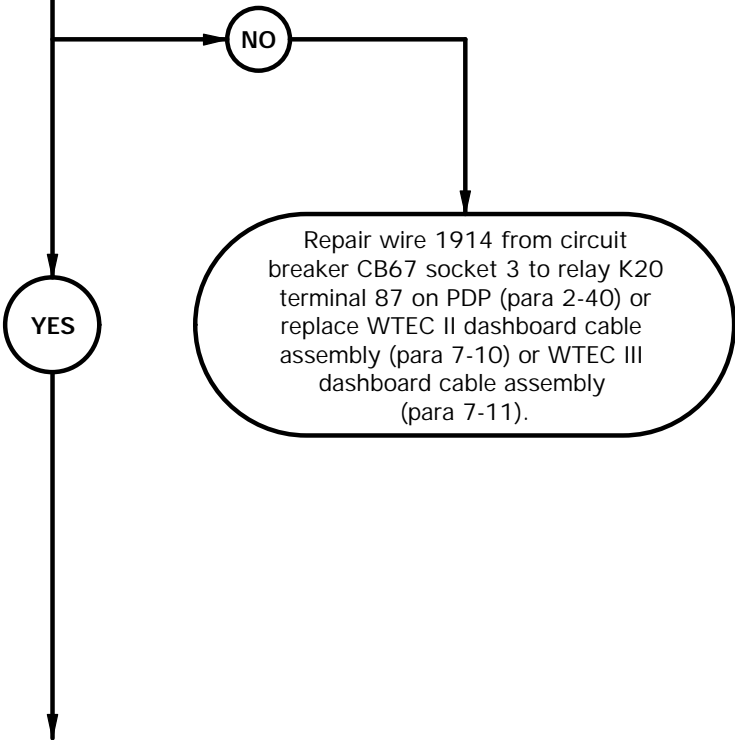 NO
Repair wire 1914 from circuit
breaker CB67 socket 3 to relay K20
terminal 87 on PDP (para 2-40) or
replace WTEC II dashboard cable
assembly (para 7-10) or WTEC III
dashboard cable assembly
(para 7-11).
YES